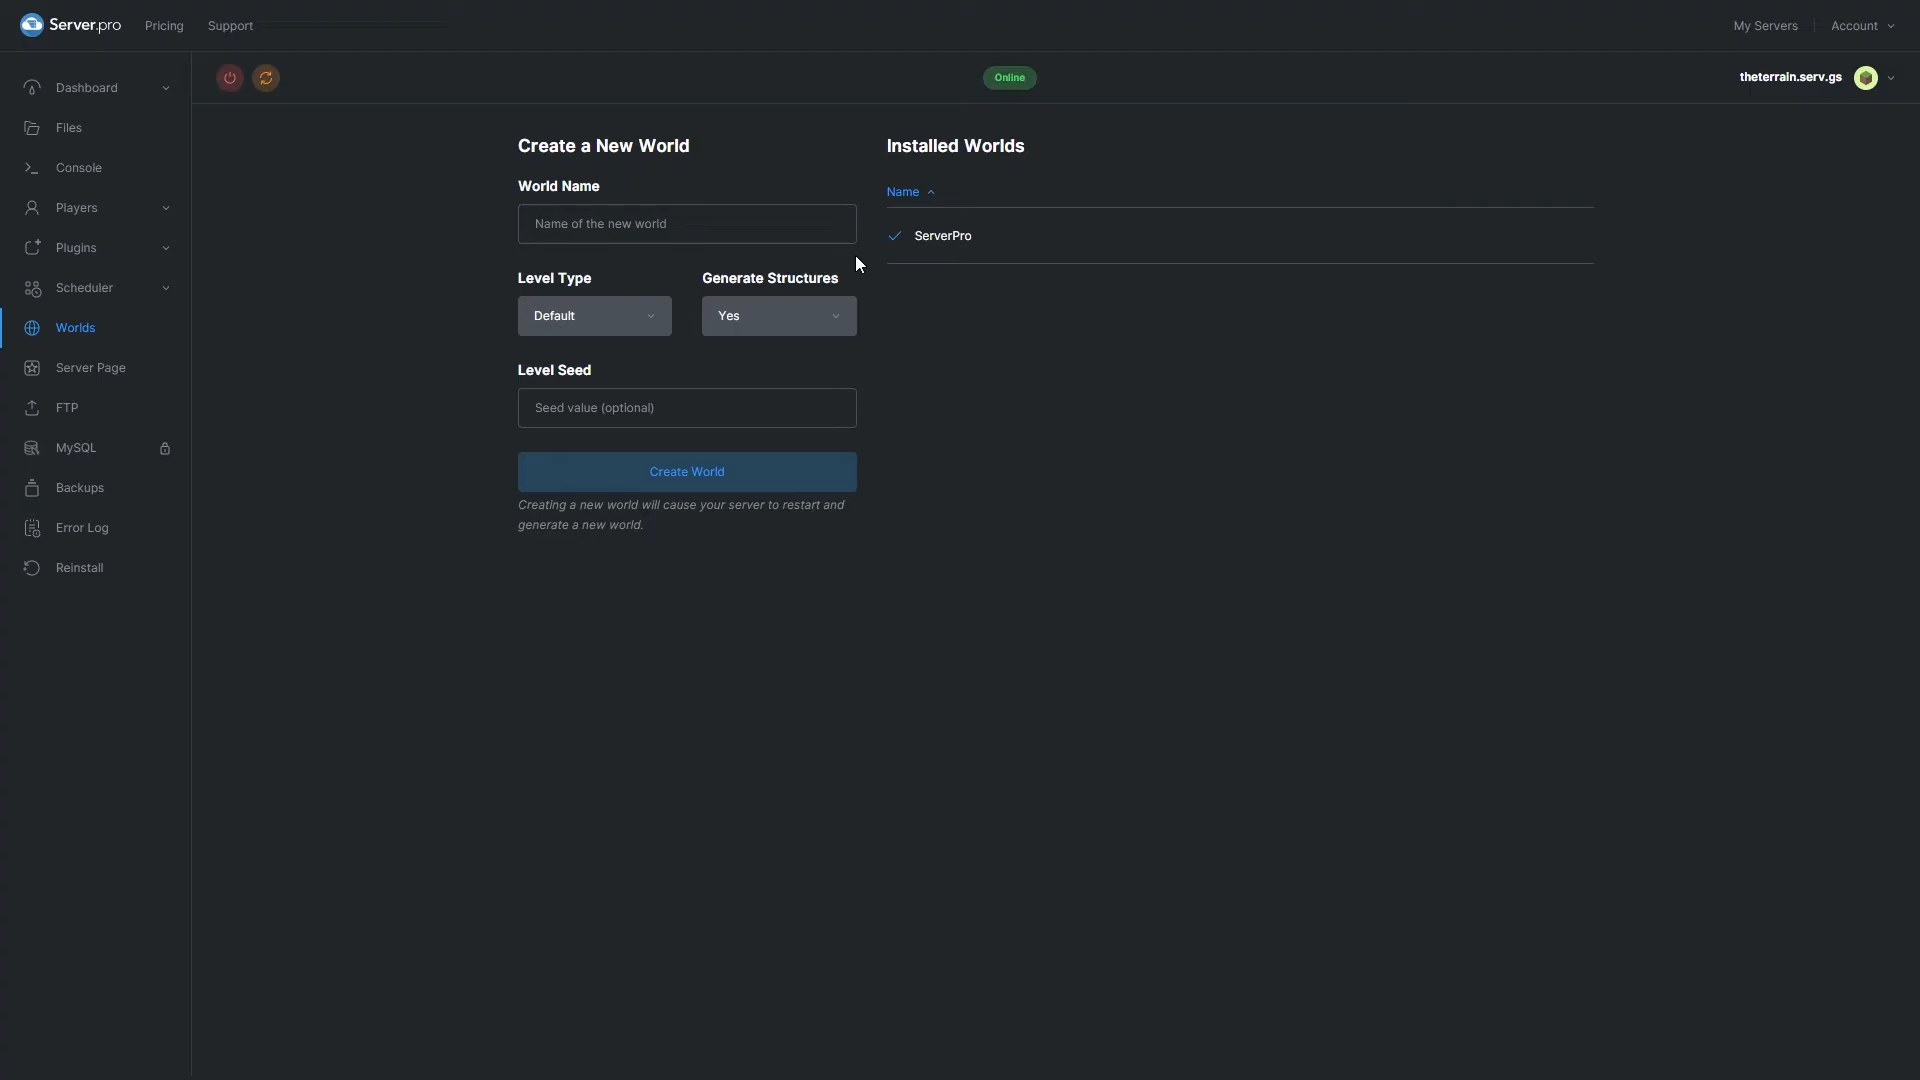 Server.pro
Pricing
Support
My Servers
Account
Dashboard
Files
Console
Players
Plugins
Scheduler
Worlds
Server Page
FTP
MySQL
Backups
Error Log
Reinstall
Online
theterrain.serv.gs
Create a New World
World Name
Name of the new world
Level Type
Generate Structures
Default
Yes
Level Seed
Seed value (optional)
Create World
Creating a new world will cause your server to restart and
generate a new world.
Installed Worlds
Name
ServerPro